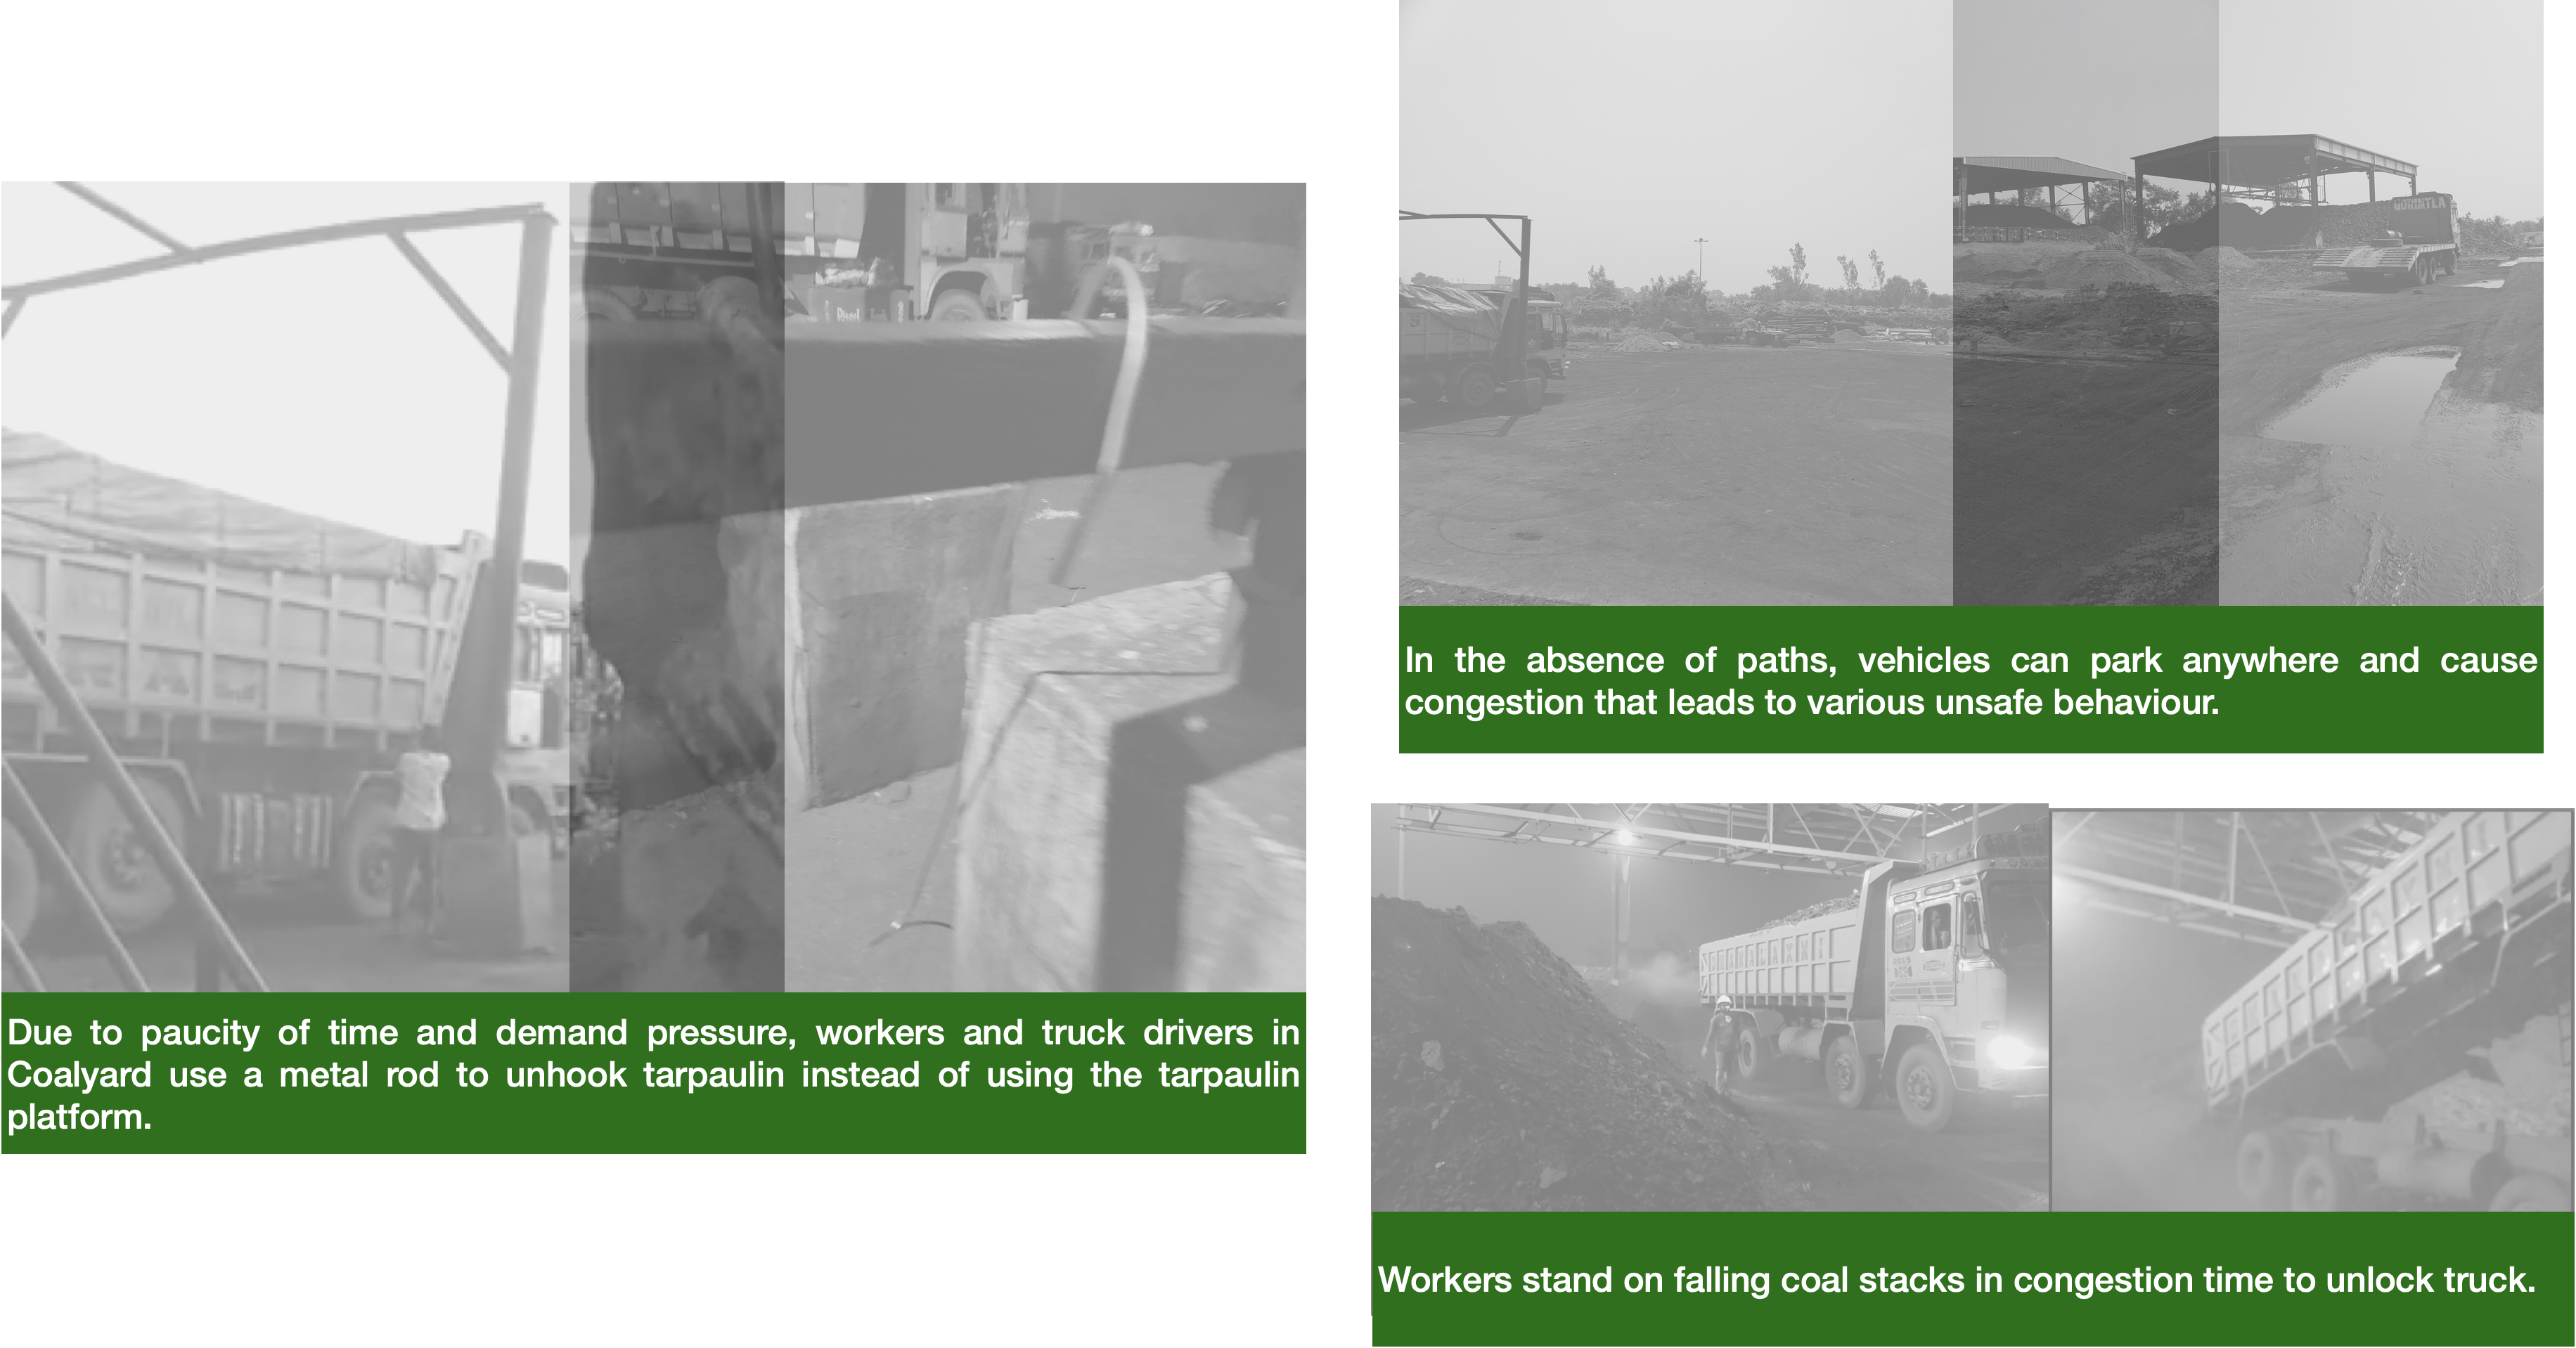 GORINTLA
Diesel
In the absence of paths, vehicles can park anywhere and cause
congestion that leads to various unsafe behaviour.
Due to paucity of time and demand pressure, workers and truck drivers in
Coalyard use a metal rod to unhook tarpaulin instead of using the tarpaulin
platform.
Workers stand on falling coal stacks in congestion time to unlock truck.